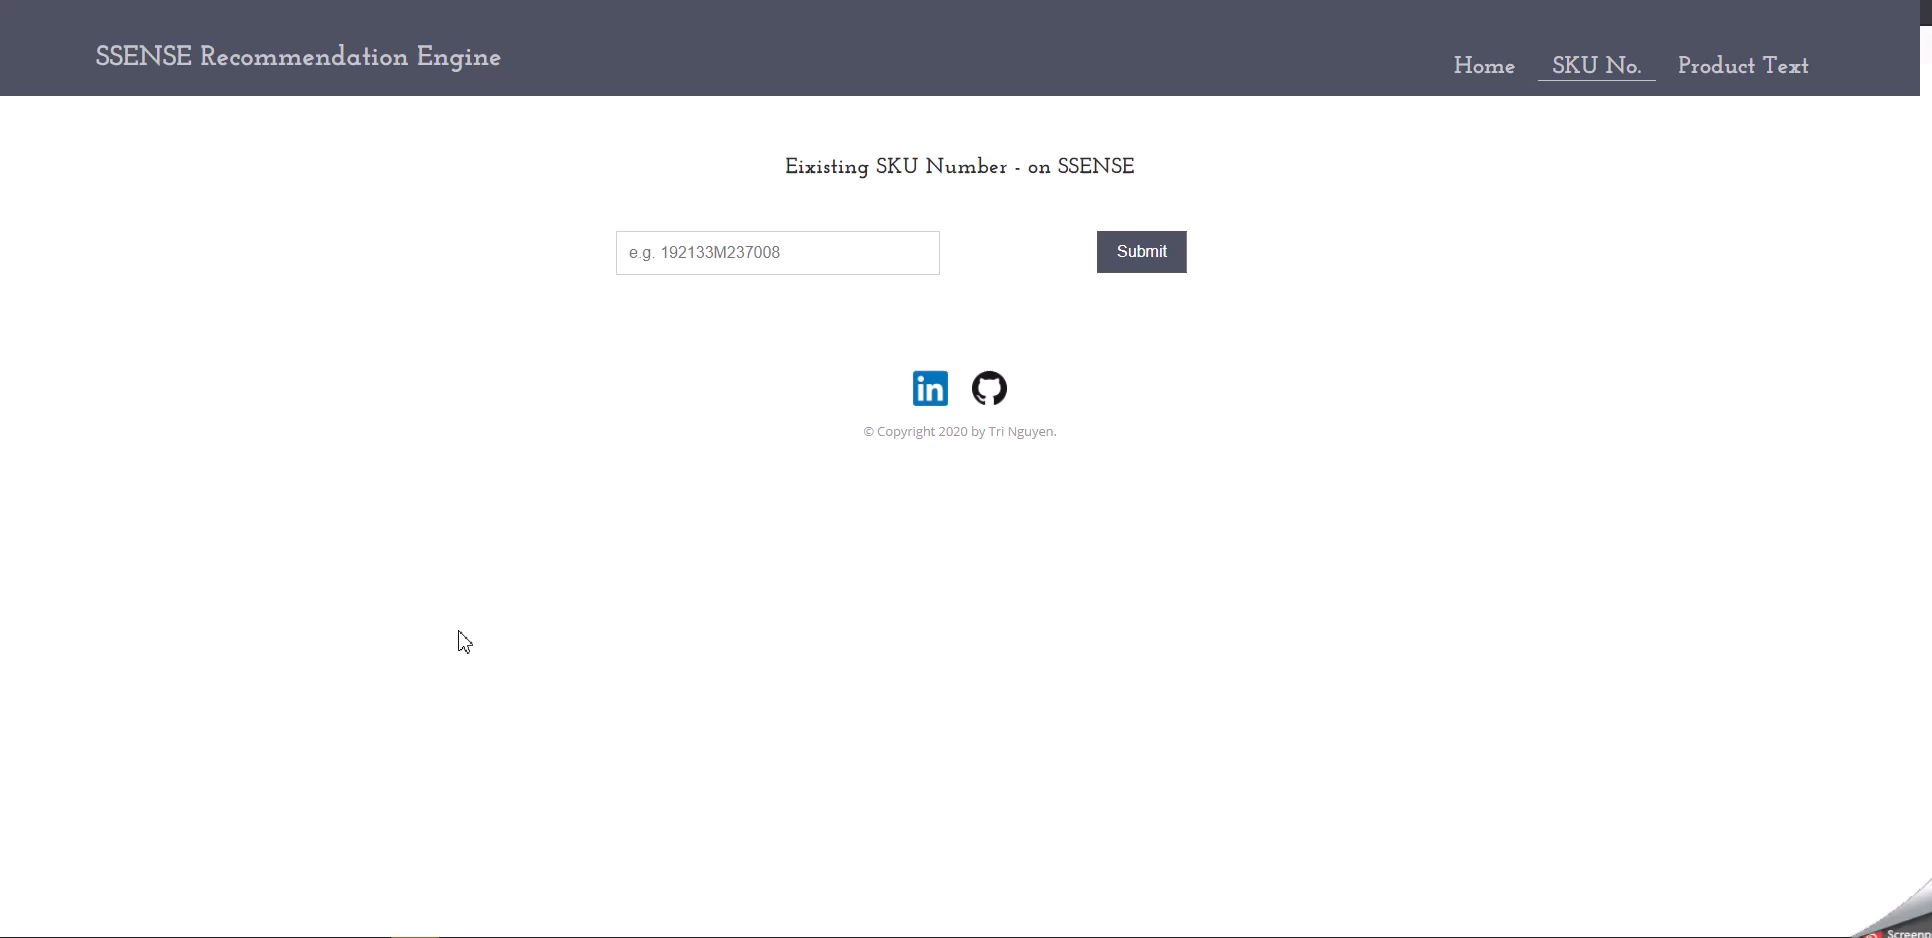 SSENSE Recommendation Engine
Home SKU No. Product Text
Eixisting SKU Number - on SSENSE
e.g. 192133M237008 Submit
in
© Copyright 2020 by Tri Nguyen.